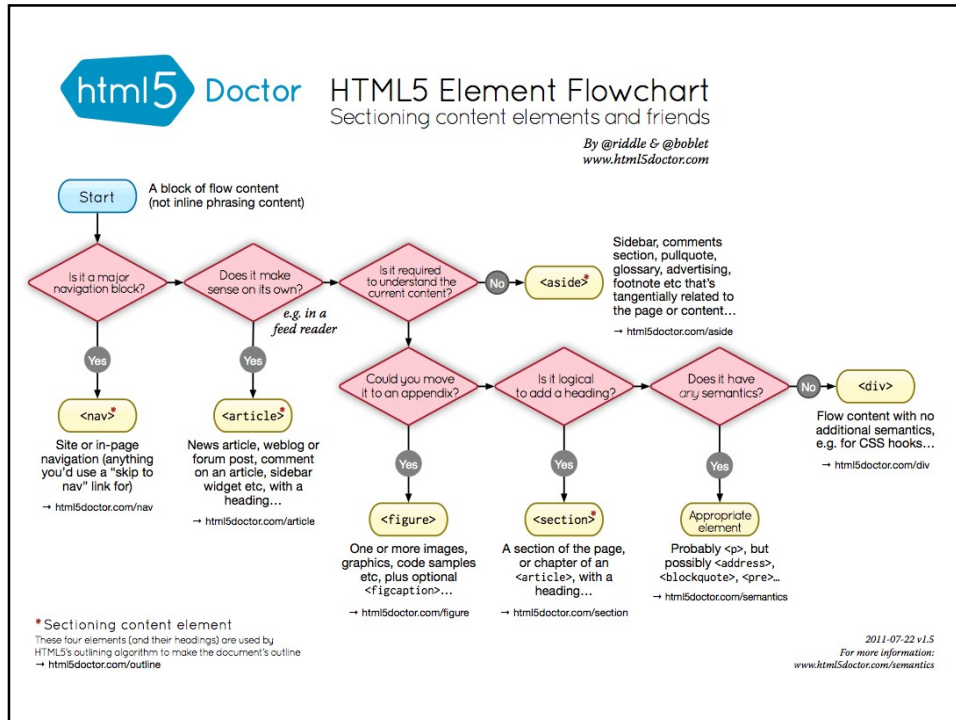 html5 Doctor
HTML5 Element Flowchart
Sectioning content elements and friends
By @riddle & @boblet
www.html5doctor.com
Start
A block of flow content
(not inline phrasing content)
Is it a major
navigation block?
Does it make
sense on its own?
e.g. in a
feed reader
Is it required
to understand the
current content?
No
<aside>*
Sidebar, comments
section, pullquote,
glossary, advertising,
footnote etc that's
tangentially related to
the page or content…
→ html5doctor.com/aside
Yes
<nav>*
Site or in-page
navigation (anything
you'd use a “skip to
nav” link for)
→ html5doctor.com/nav
Yes
<article>*
News article, weblog or
forum post, comment
on an article, sidebar
widget etc, with a
heading…
→ html5doctor.com/article
Could you move
it to an appendix?
Is it logical
to add a heading?
Does it have
any semantics?
No
<div>
Flow content with no
additional semantics,
e.g. for CSS hooks…
→ html5doctor.com/div
Yes
<figure>
One or more images,
graphics, code samples
etc, plus optional
<figcaption>…
→ html5doctor.com/figure
Yes
<section>*
A section of the page,
or chapter of an
<article>, with a
heading…
→ html5doctor.com/section
Yes
Appropriate
element
Probably <p>, but
possibly <address>,
<blockquote>, <pre>…
→ html5doctor.com/semantics
* Sectioning content element
These four elements (and their headings) are used by
HTML5's outlining algorithm to make the document's outline
→ html5doctor.com/outline
2011-07-22 v1.5
For more information:
www.html5doctor.com/semantics